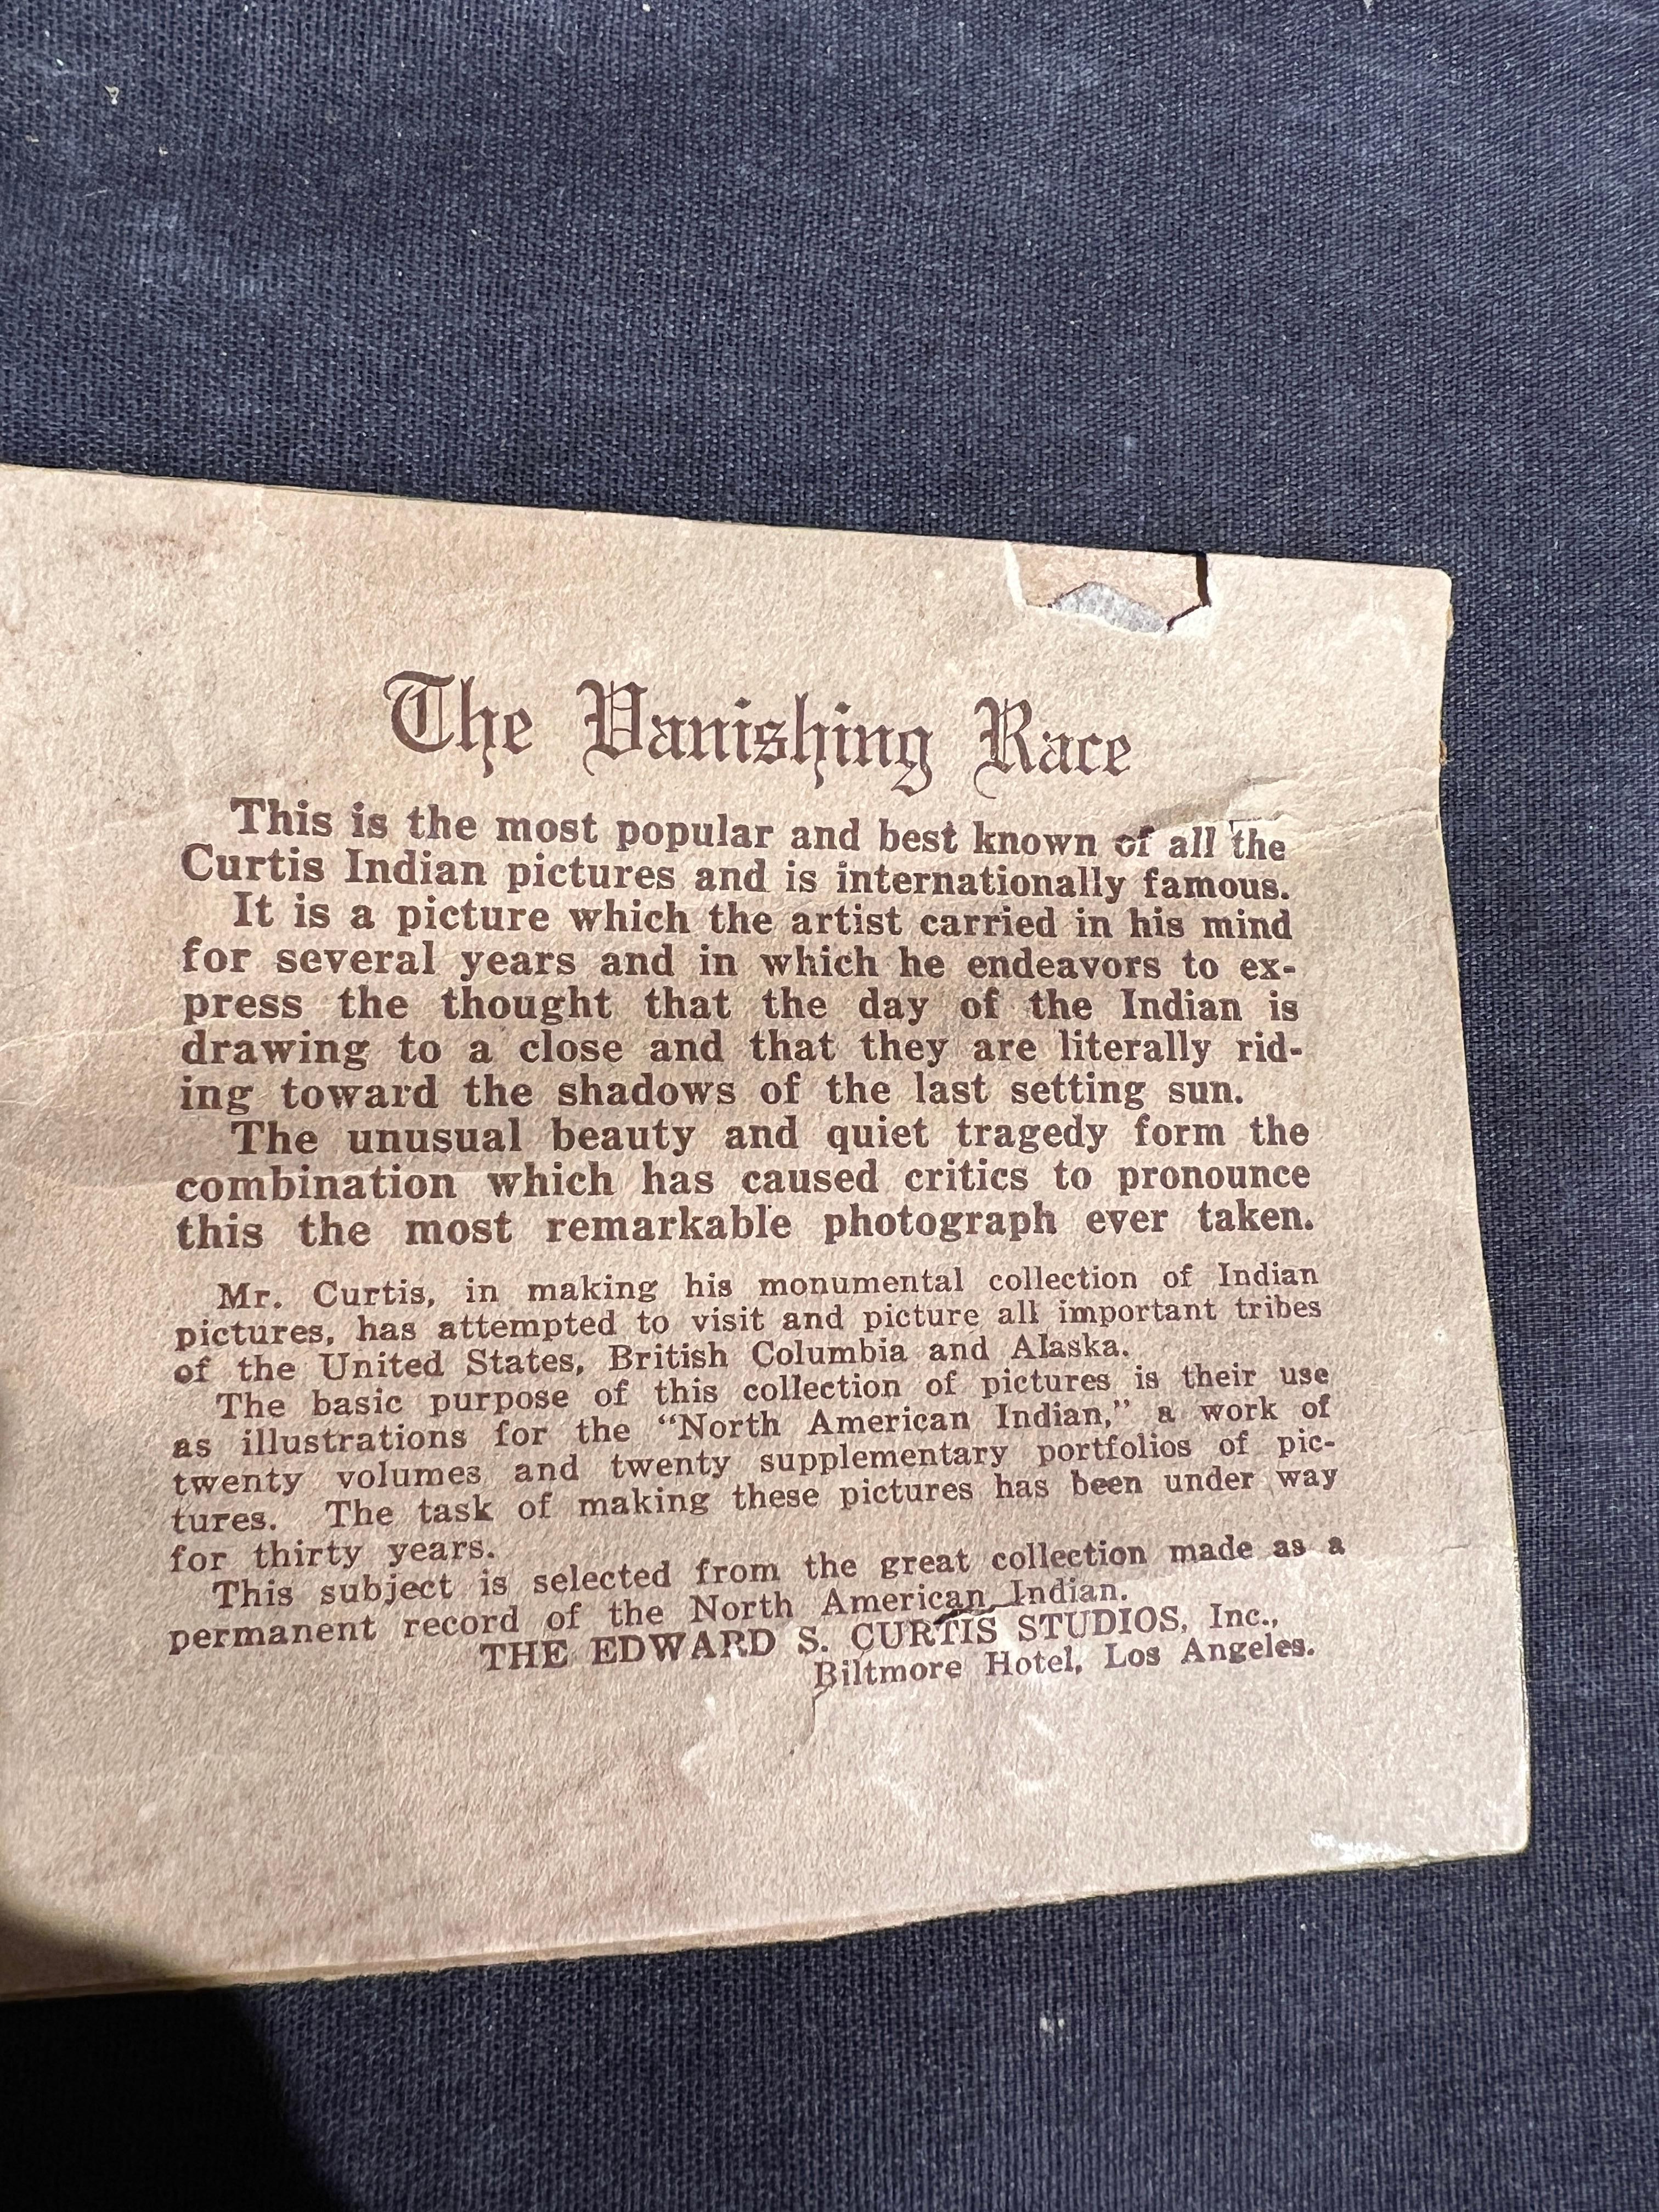 The Vanishing Race
This is the most popular and best known of all the
Curtis Indian pictures and is internationally famous.
It is a picture which the artist carried in his mind
for several years and in which he endeavors to ex-
press the thought that the day of the Indian is
drawing to a close and that they are literally rid-
ing toward the shadows of the last setting sun.
The unusual beauty and quiet tragedy form the
combination which has caused critics to pronounce
this the most remarkable photograph ever taken.
Mr. Curtis, in making his monumental collection of Indian
pictures, has attempted to visit and picture all important tribes
of the United States, British Columbia and Alaska.
The basic purpose of this collection of pictures is their use
as illustrations for the "North American Indian," a work of
twenty volumes and twenty supplementary portfolios of pic-
tures. The task of making these pictures has been under way
for thirty years.
This subject is selected from the great collection made as a
permanent record of the North American Indian.
THE EDWARD S. CURTIS STUDIOS, Inc.,
Biltmore Hotel, Los Angeles.